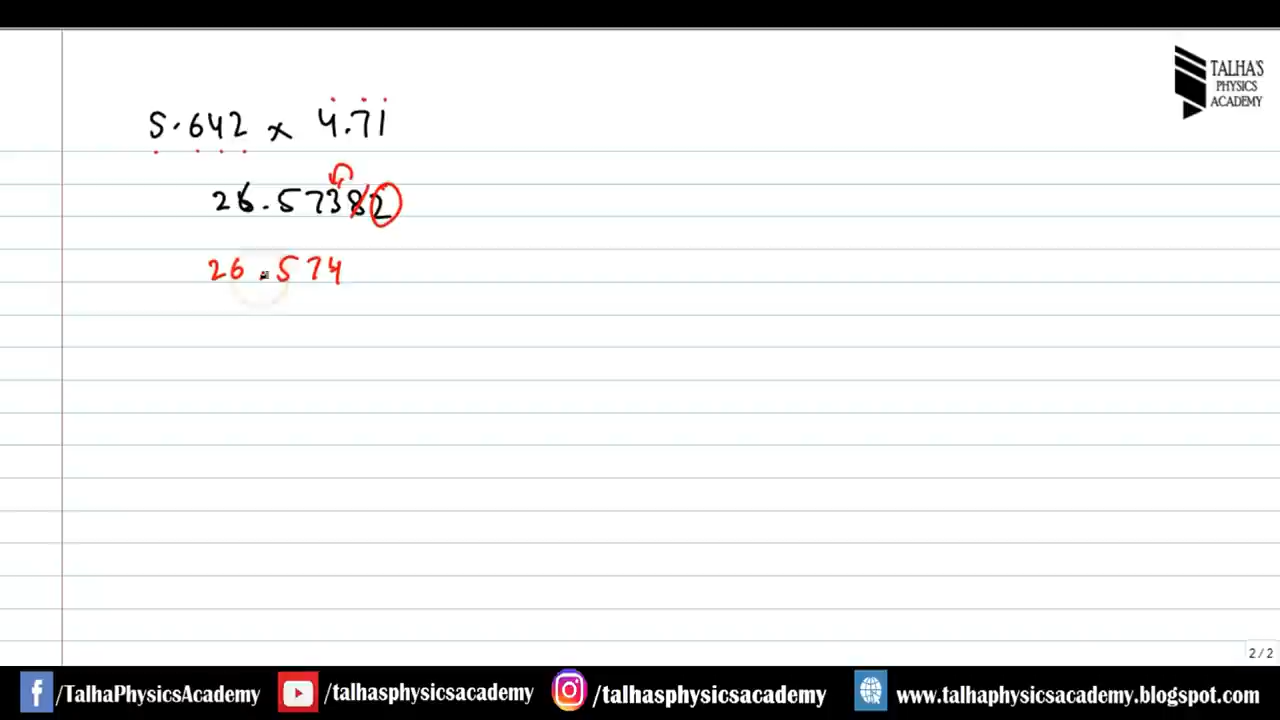 TALHA'S
PHYSICS
ACADEMY
5.642 × 4.71
26.57382
26.574
2/2
/TalhaPhysicsAcademy
/talhasphysicsacademy
/talhasphysicsacademy
www.talhaphysicsacademy.blogspot.com